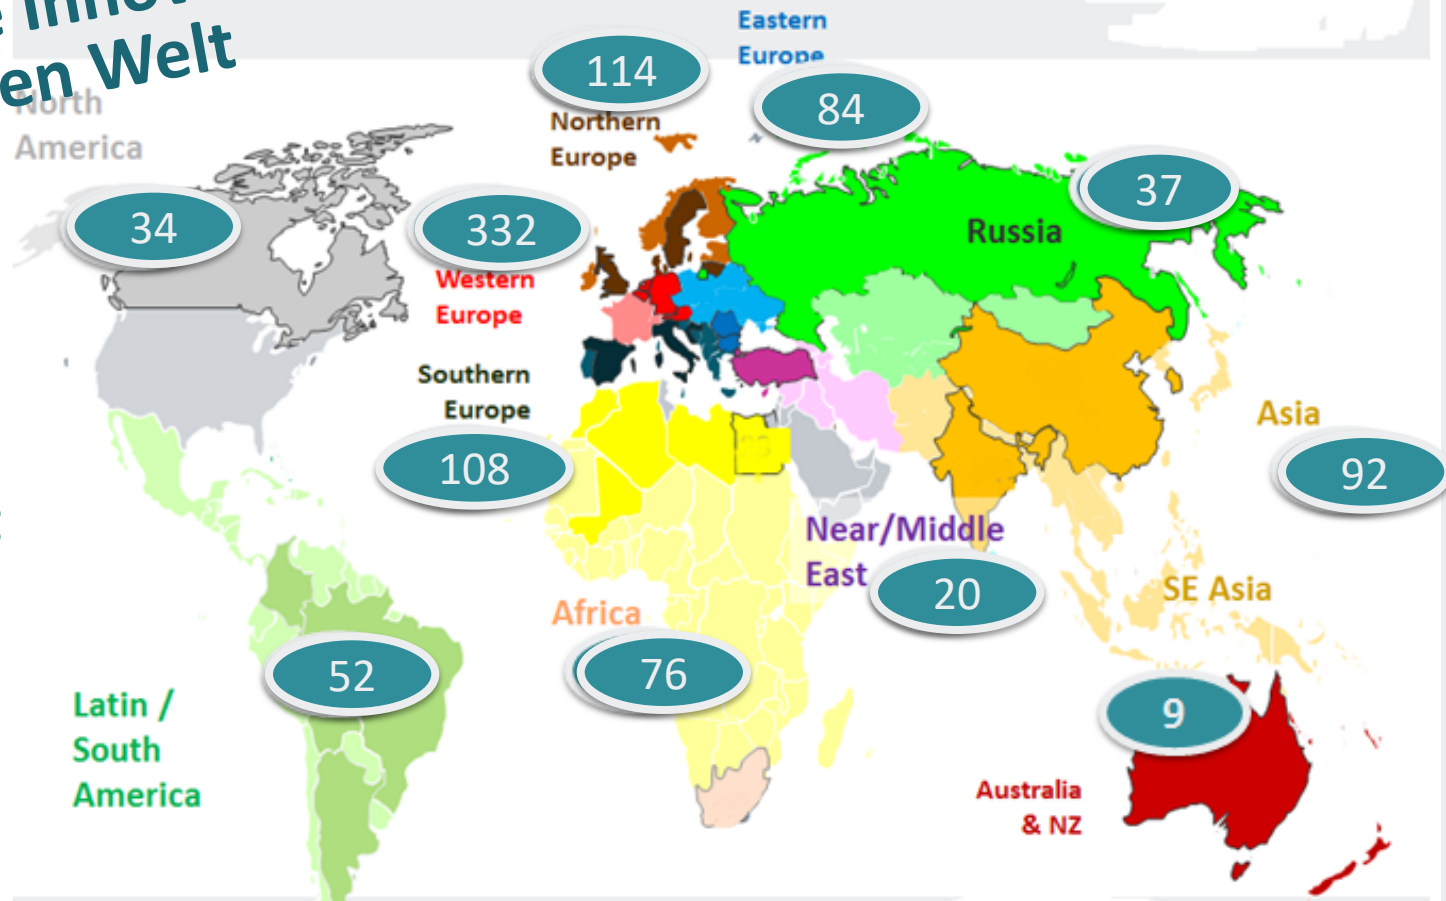 en Welt
Eastern
Europe
114
84
North
America
Northern
Europe
34
332
37
Russia
Western
Europe
Southern
Europe
108
Asia
92
Near/Middle
East
20
SE Asia
Africa
52
76
9
Latin /
South
America
Australia
& NZ